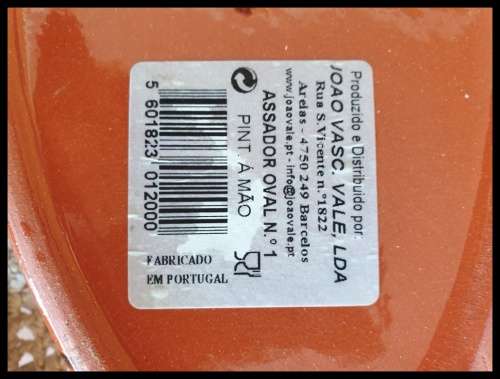 Produzido e Distribuido por:
JOAO VASC. VALE, LDA
Rua S.Vicente n.º1822
Areias - 4750 249 Barcelos
www.joaovale.pt - info@joaovale.pt
ASSADOR OVAL N.º 1
PINT. Á MÃO
5 601823 012000
FABRICADO
EM PORTUGAL